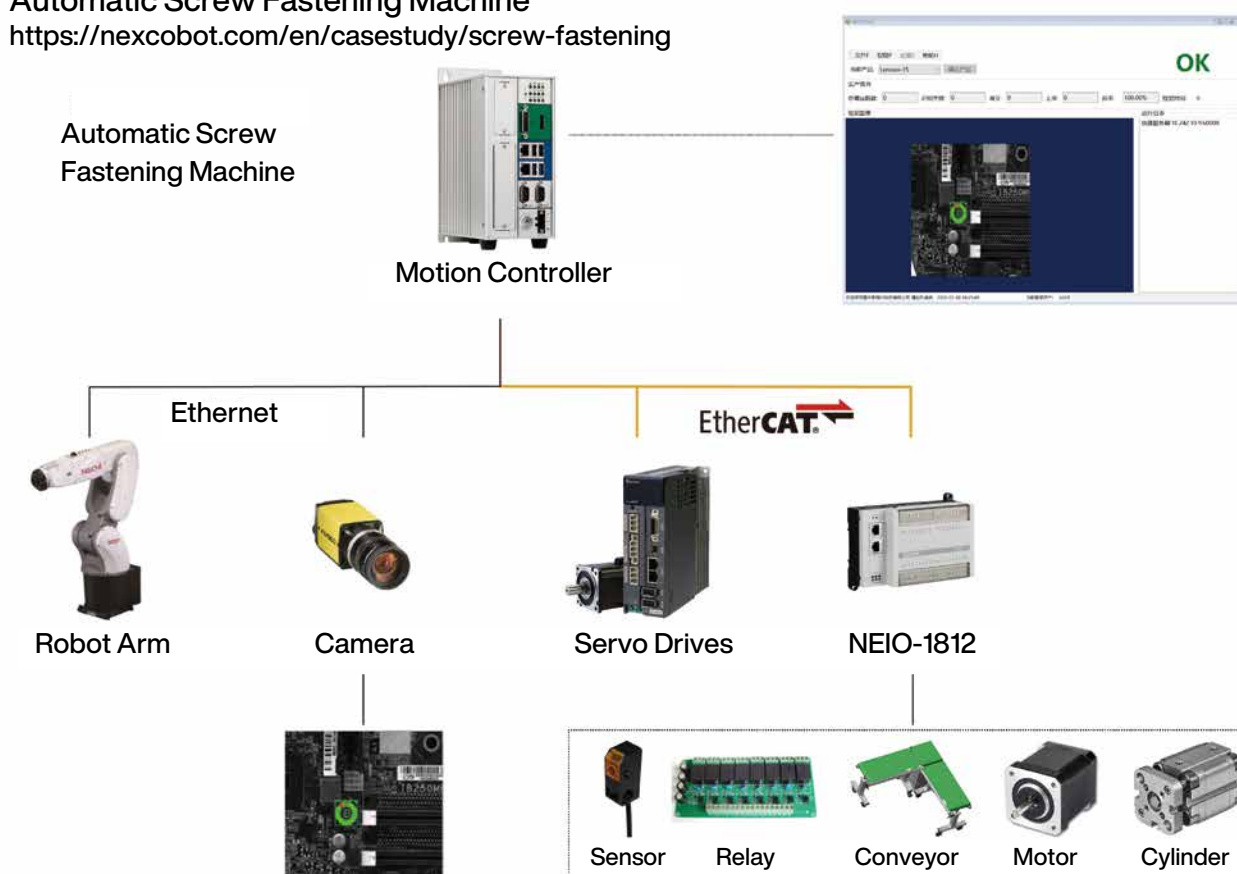 Automatic Screw Fastening Machine
https://nexcobot.com/en/casestudy/screw-fastening
Automatic Screw
Fastening Machine
OK
Motion Controller
Ethernet
EtherCAT
Robot Arm
Camera
Servo Drives
NEIO-1812
Sensor
Relay
Conveyor
Motor
Cylinder